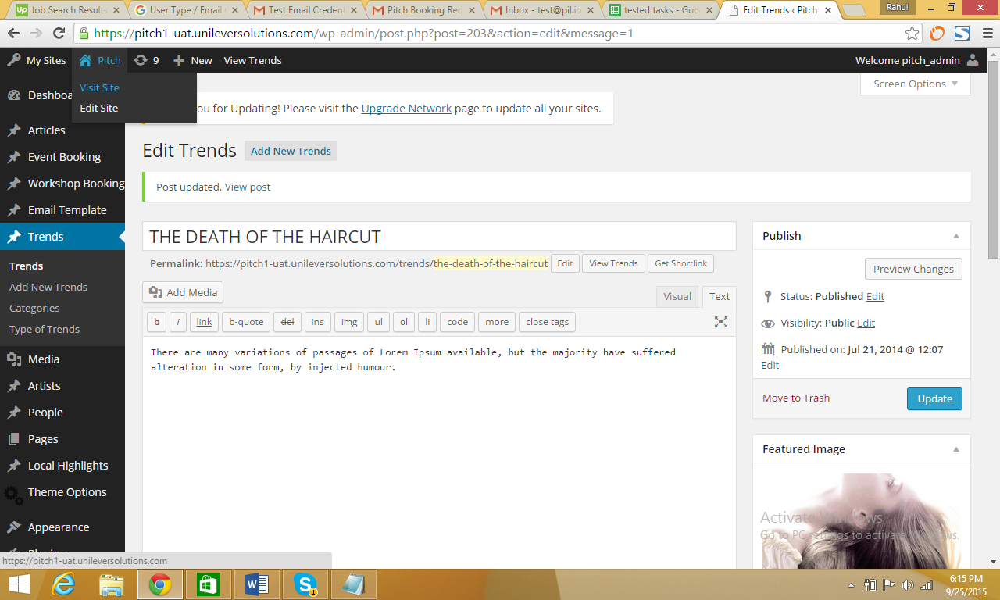 Job Search Results
User Type / Email
Test Email Creden
Pitch Booking Req
Inbox - test@pil.io
tested tasks - Goo
Edit Trends ‹ Pitch
Rahul
https://pitch1-uat.unileversolutions.com/wp-admin/post.php?post=203&action=edit&message=1
My Sites
Pitch
9
New
View Trends
Welcome pitch_admin
Visit Site
Edit Site
Screen Options
ou for Updating! Please visit the Upgrade Network page to update all your sites.
Dashboa
Articles
Event Booking
Workshop Booking
Email Template
Trends
Trends
Add New Trends
Categories
Type of Trends
Media
Artists
People
Pages
Local Highlights
Theme Options
Appearance
Plugins
Edit Trends
Add New Trends
Post updated. View post
THE DEATH OF THE HAIRCUT
Permalink: https://pitch1-uat.unileversolutions.com/trends/the-death-of-the-haircut
Edit
View Trends
Get Shortlink
Add Media
Visual
Text
b
i
link
b-quote
del
ins
img
ul
ol
li
code
more
close tags
There are many variations of passages of Lorem Ipsum available, but the majority have suffered
alteration in some form, by injected humour.
Publish
Preview Changes
Status: Published Edit
Visibility: Public Edit
Published on: Jul 21, 2014 @ 12:07
Edit
Move to Trash
Update
Featured Image
Activate Windows
Go to PC settings to activate Windows.
https://pitch1-uat.unileversolutions.com
1
6:15 PM
9/25/2015